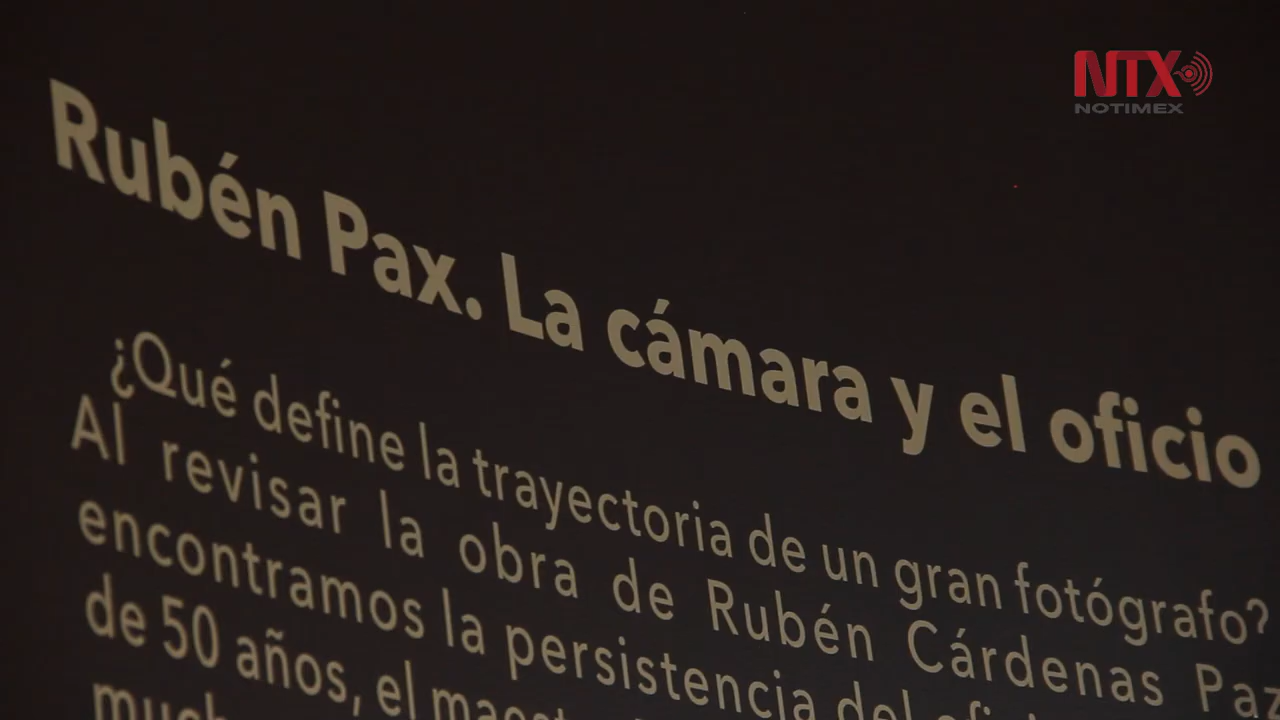 NTX
NOTIMEX
Rubén Pax. La cámara y el oficio
¿Qué define la trayectoria de un gran fotógrafo?
Al revisar la obra de Rubén Cárdenas Paz
encontramos la persistencia del
de 50 años, el